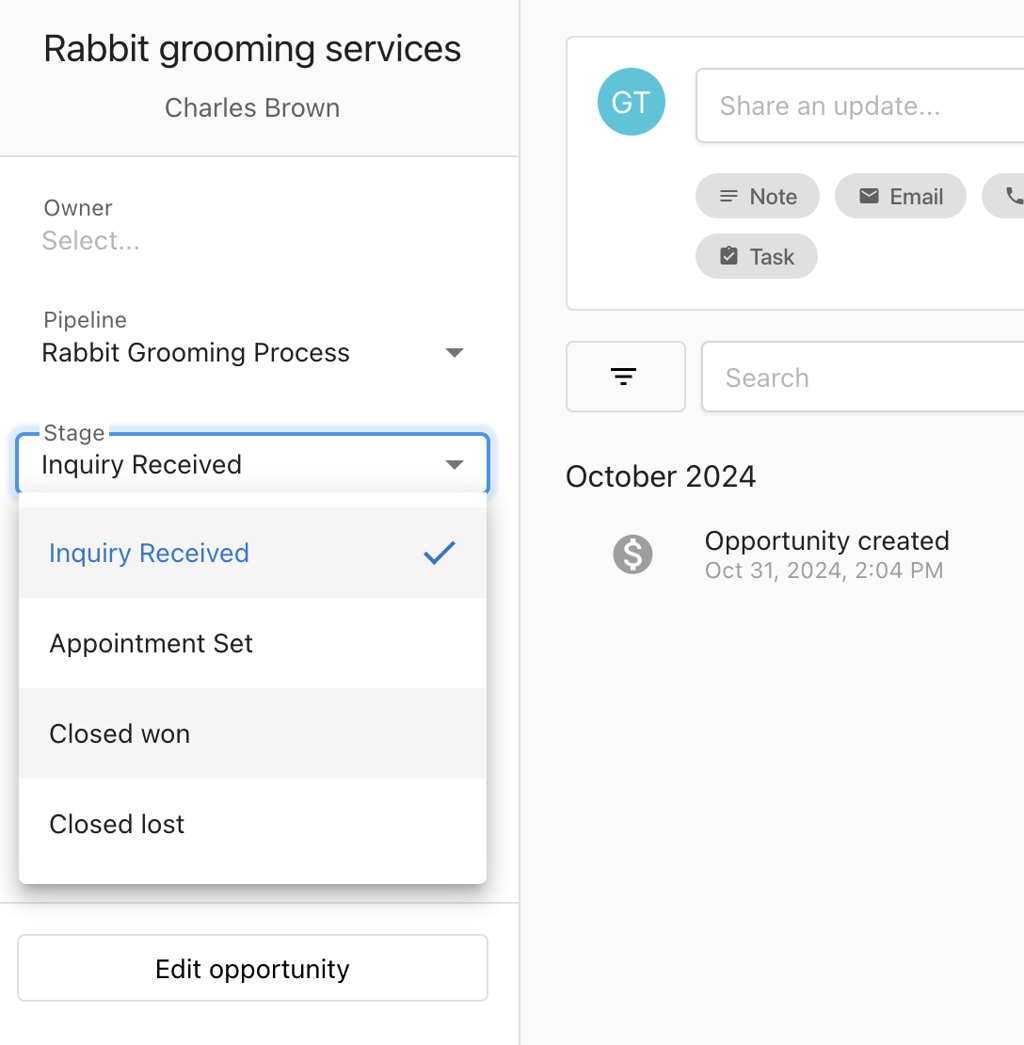 Rabbit grooming services
Charles Brown
Owner
Select...
Pipeline
Rabbit Grooming Process
Stage
Inquiry Received
Inquiry Received
Appointment Set
Closed won
Closed lost
Edit opportunity
GT
Share an update...
Note
Email
Task
Search
October 2024
$
Opportunity created
Oct 31, 2024, 2:04 PM